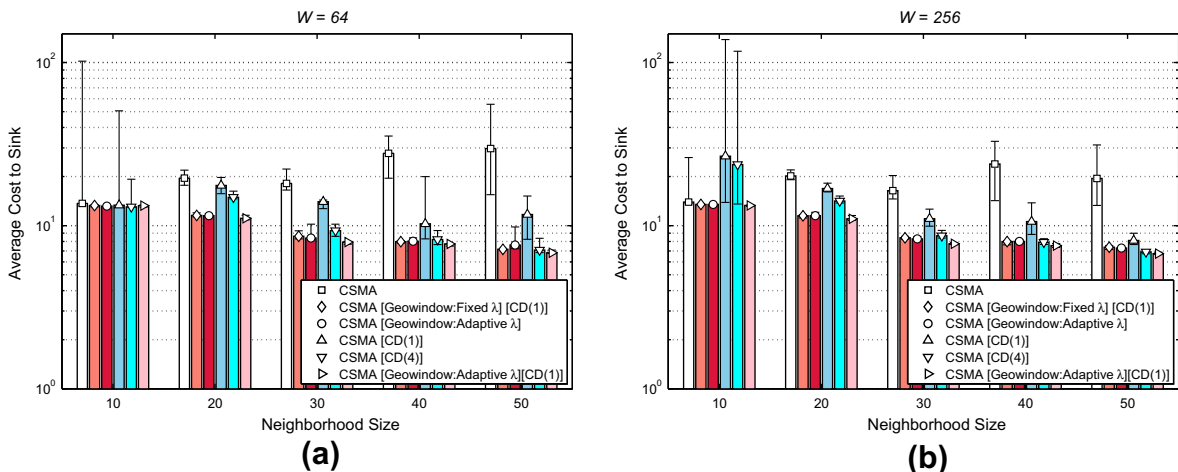 W = 64
Average Cost to Sink
10²
10¹
10⁰
CSMA
CSMA [Geowindow:Fixed λ] [CD(1)]
CSMA [Geowindow:Adaptive λ]
CSMA [CD(1)]
CSMA [CD(4)]
CSMA [Geowindow:Adaptive λ][CD(1)]
10 20 30 40 50
Neighborhood Size
(a)
W = 256
Average Cost to Sink
10²
10¹
10⁰
CSMA
CSMA [Geowindow:Fixed λ] [CD(1)]
CSMA [Geowindow:Adaptive λ]
CSMA [CD(1)]
CSMA [CD(4)]
CSMA [Geowindow:Adaptive λ][CD(1)]
10 20 30 40 50
Neighborhood Size
(b)